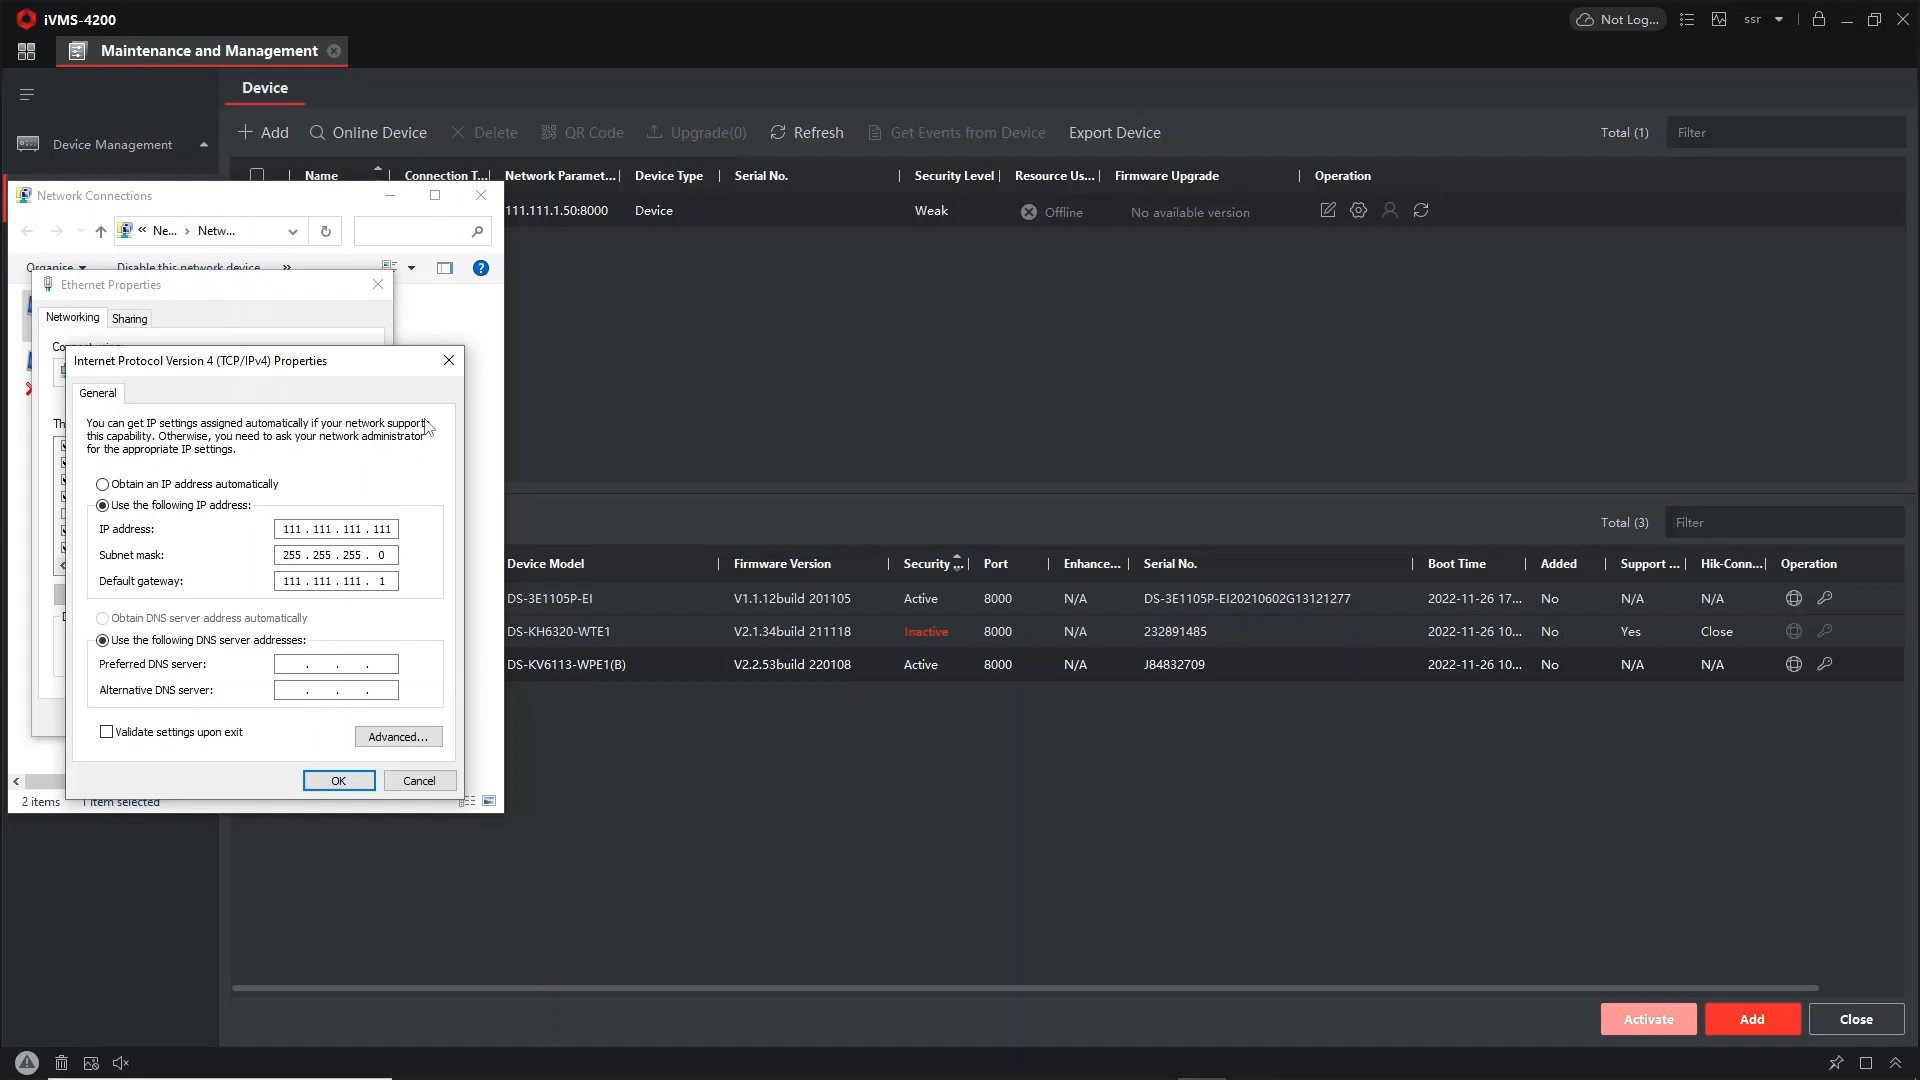 iVMS-4200
Not Log...
ssr
Maintenance and Management
Device
Device Management
Add
Online Device
Delete
QR Code
Upgrade(0)
Refresh
Get Events from Device
Export Device
Total (1)
Filter
Name
Connection T...
Network Paramet...
Device Type
Serial No.
Security Level
Resource Us...
Firmware Upgrade
Operation
111.111.1.50:8000
Device
Weak
Offline
No available version
Network Connections
« Ne... › Netw...
Organise
Disable this network device
»
Ethernet Properties
Networking
Sharing
Connect using:
Internet Protocol Version 4 (TCP/IPv4) Properties
General
You can get IP settings assigned automatically if your network support
this capability. Otherwise, you need to ask your network administrator
for the appropriate IP settings.
Obtain an IP address automatically
Use the following IP address:
IP address:
111 . 111 . 111 . 111
Subnet mask:
255 . 255 . 255 . 0
Default gateway:
111 . 111 . 111 . 1
Obtain DNS server address automatically
Use the following DNS server addresses:
Preferred DNS server:
. . .
Alternative DNS server:
. . .
Validate settings upon exit
Advanced...
OK
Cancel
2 items
1 item selected
Total (3)
Filter
Device Model
Firmware Version
Security ...
Port
Enhance...
Serial No.
Boot Time
Added
Support ...
Hik-Conn...
Operation
DS-3E1105P-EI
V1.1.12build 201105
Active
8000
N/A
DS-3E1105P-EI20210602G13121277
2022-11-26 17...
No
N/A
N/A
DS-KH6320-WTE1
V2.1.34build 211118
Inactive
8000
N/A
232891485
2022-11-26 10...
No
Yes
Close
DS-KV6113-WPE1(B)
V2.2.53build 220108
Active
8000
N/A
J84832709
2022-11-26 10...
No
N/A
N/A
Activate
Add
Close